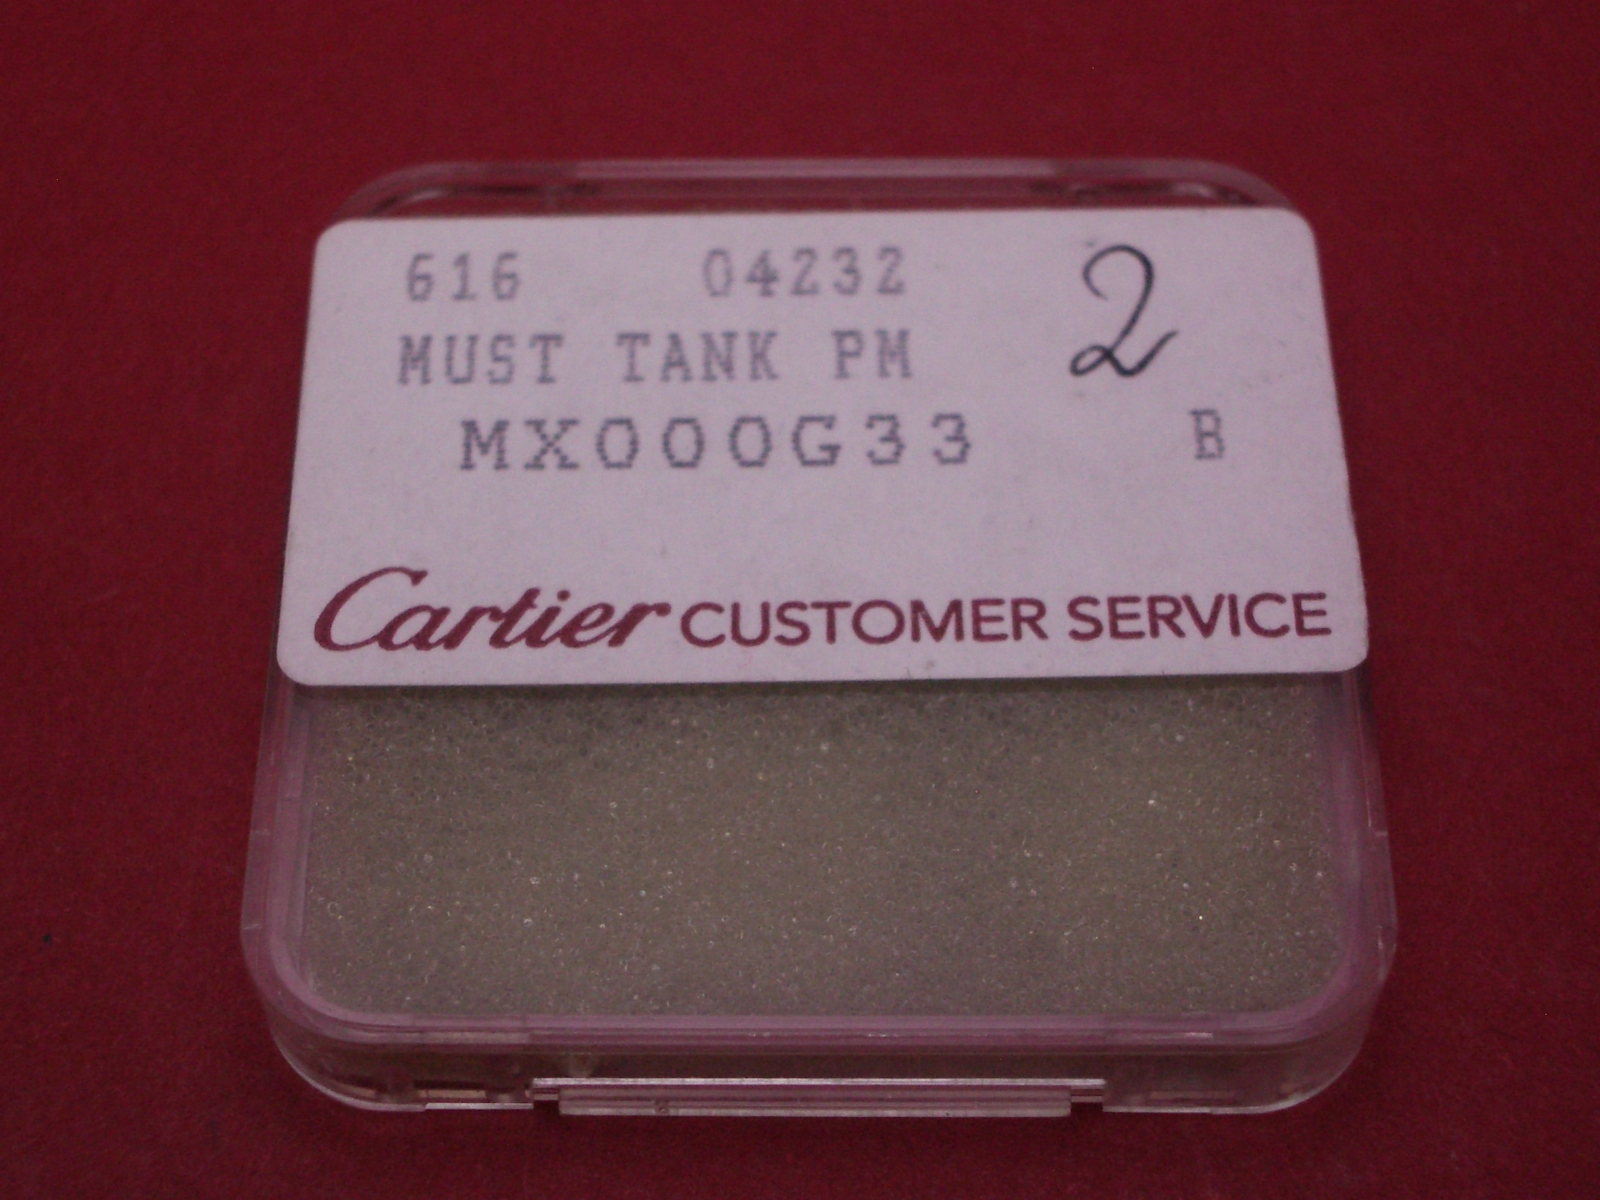 616 04232 2
MUST TANK PM
MX000G33 B
Cartier CUSTOMER SERVICE